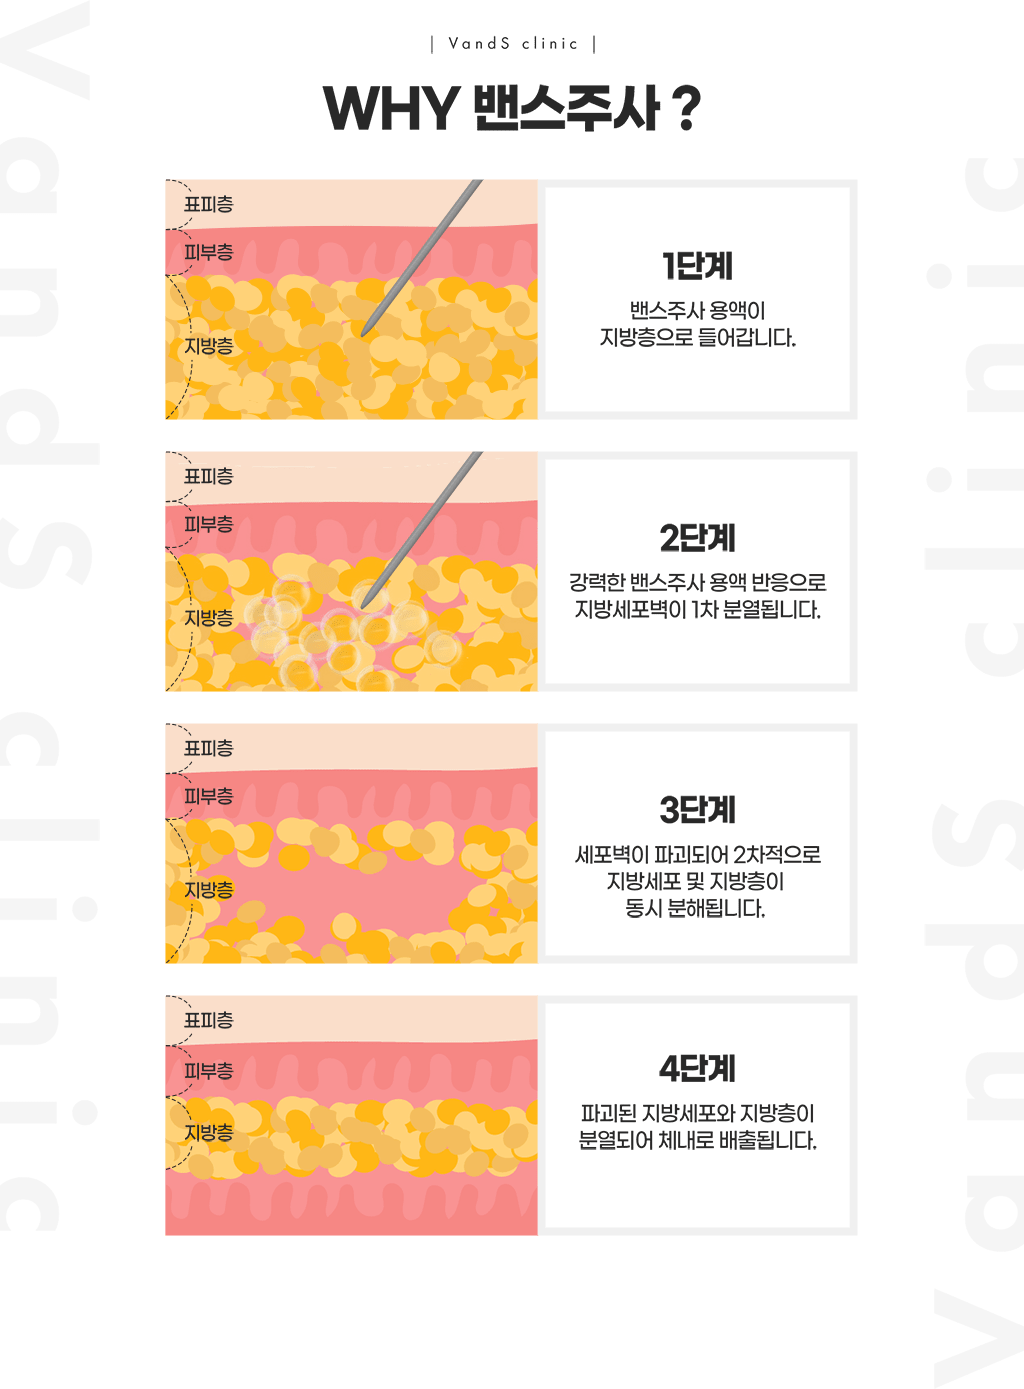 | VandS clinic |
WHY 밴스주사 ?
표피층
피부층
지방층
1단계
밴스주사 용액이
지방층으로 들어갑니다.
표피층
피부층
지방층
2단계
강력한 밴스주사 용액 반응으로
지방세포벽이 1차 분열됩니다.
표피층
피부층
지방층
3단계
세포벽이 파괴되어 2차적으로
지방세포 및 지방층이
동시 분해됩니다.
표피층
피부층
지방층
4단계
파괴된 지방세포와 지방층이
분열되어 체내로 배출됩니다.
Vands clinic
Vands clinic